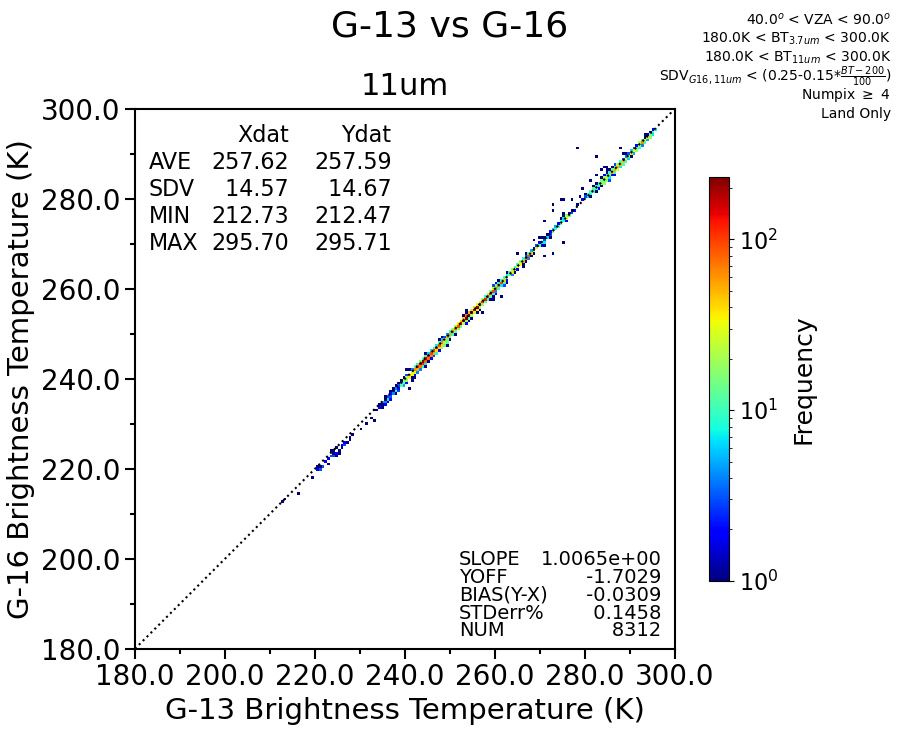 G-13 vs G-16
40.0° < VZA < 90.0°
180.0K < BT3.7um < 300.0K
180.0K < BT11um < 300.0K
SDVG16,11um < (0.25-0.15*(BT-200)/100)
Numpix ≥ 4
Land Only
11um
Xdat Ydat
AVE 257.62 257.59
SDV 14.57 14.67
MIN 212.73 212.47
MAX 295.70 295.71
G-16 Brightness Temperature (K)
300.0
280.0
260.0
240.0
220.0
200.0
180.0
SLOPE 1.0065e+00
YOFF -1.7029
BIAS(Y-X) -0.0309
STDerr% 0.1458
NUM 8312
180.0 200.0 220.0 240.0 260.0 280.0 300.0
G-13 Brightness Temperature (K)
10²
10¹
10⁰
Frequency